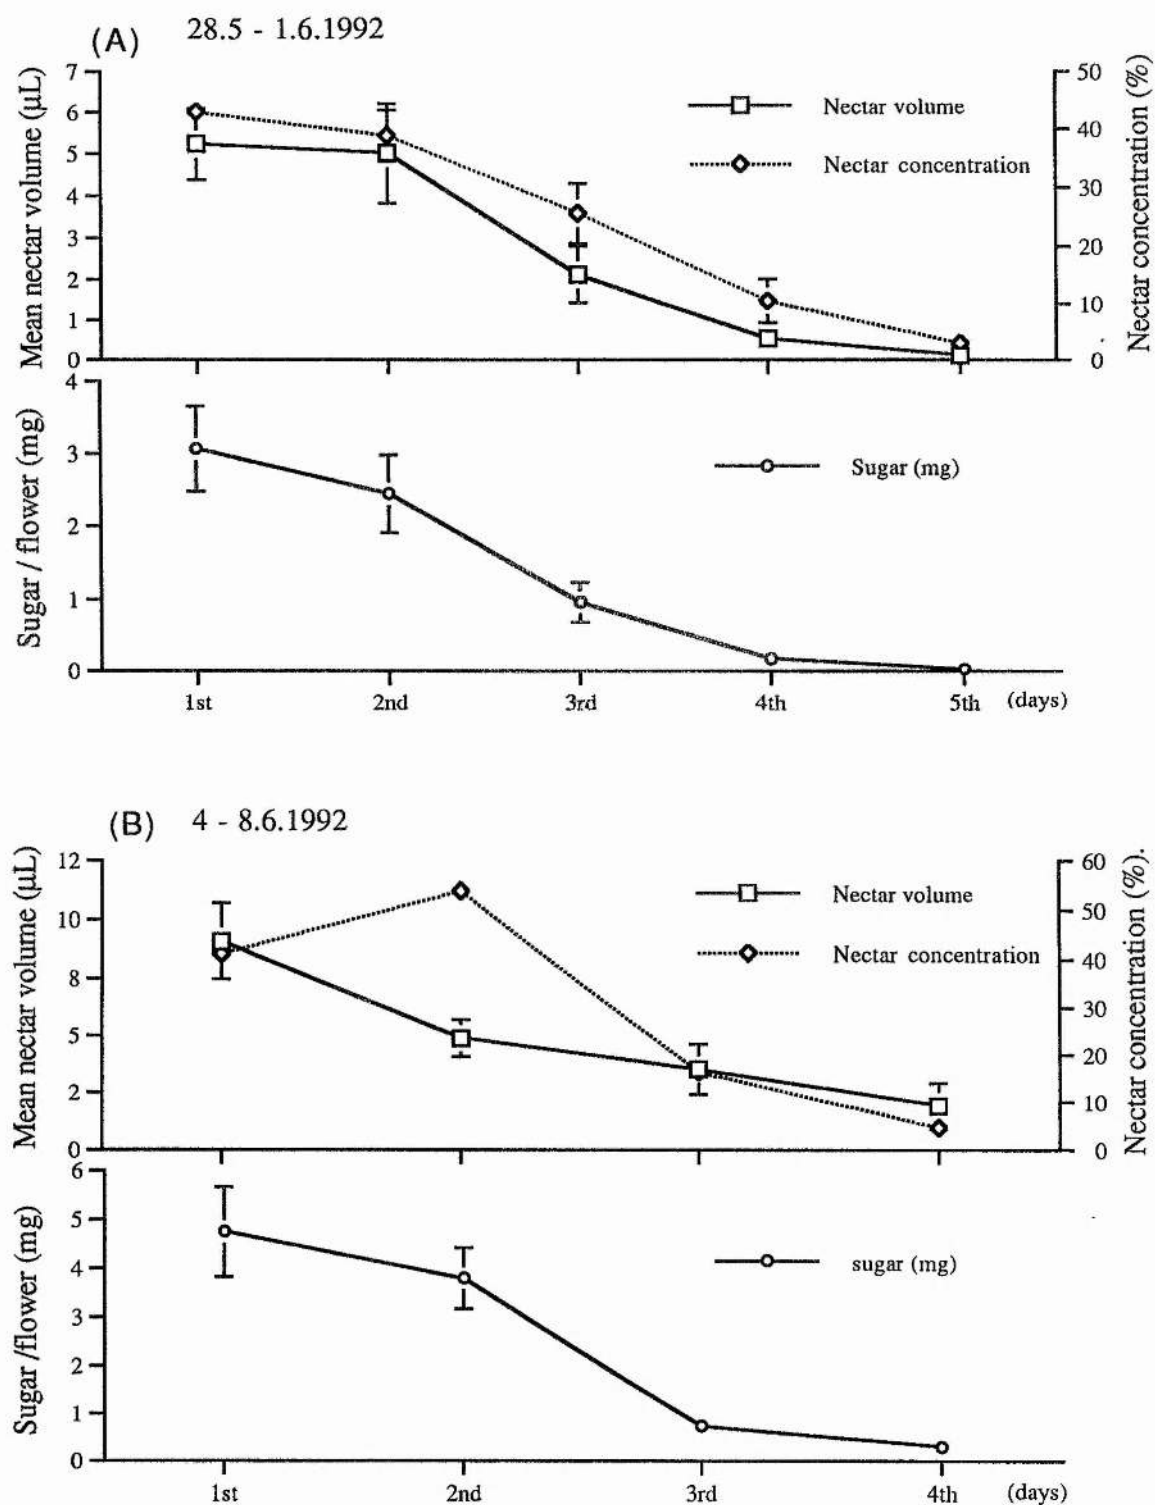 (A) 28.5 - 1.6.1992
Mean nectar volume (µL)
7
6
5
4
3
2
1
0
Nectar volume
Nectar concentration
50
40
30
20
10
0
Nectar concentration (%)
Sugar / flower (mg)
4
3
2
1
0
Sugar (mg)
1st 2nd 3rd 4th 5th (days)
(B) 4 - 8.6.1992
Mean nectar volume (µL)
12
10
8
5
2
0
Nectar volume
Nectar concentration
60
50
40
30
20
10
0
Nectar concentration (%).
Sugar /flower (mg)
6
5
4
3
2
1
0
sugar (mg)
1st 2nd 3rd 4th (days)